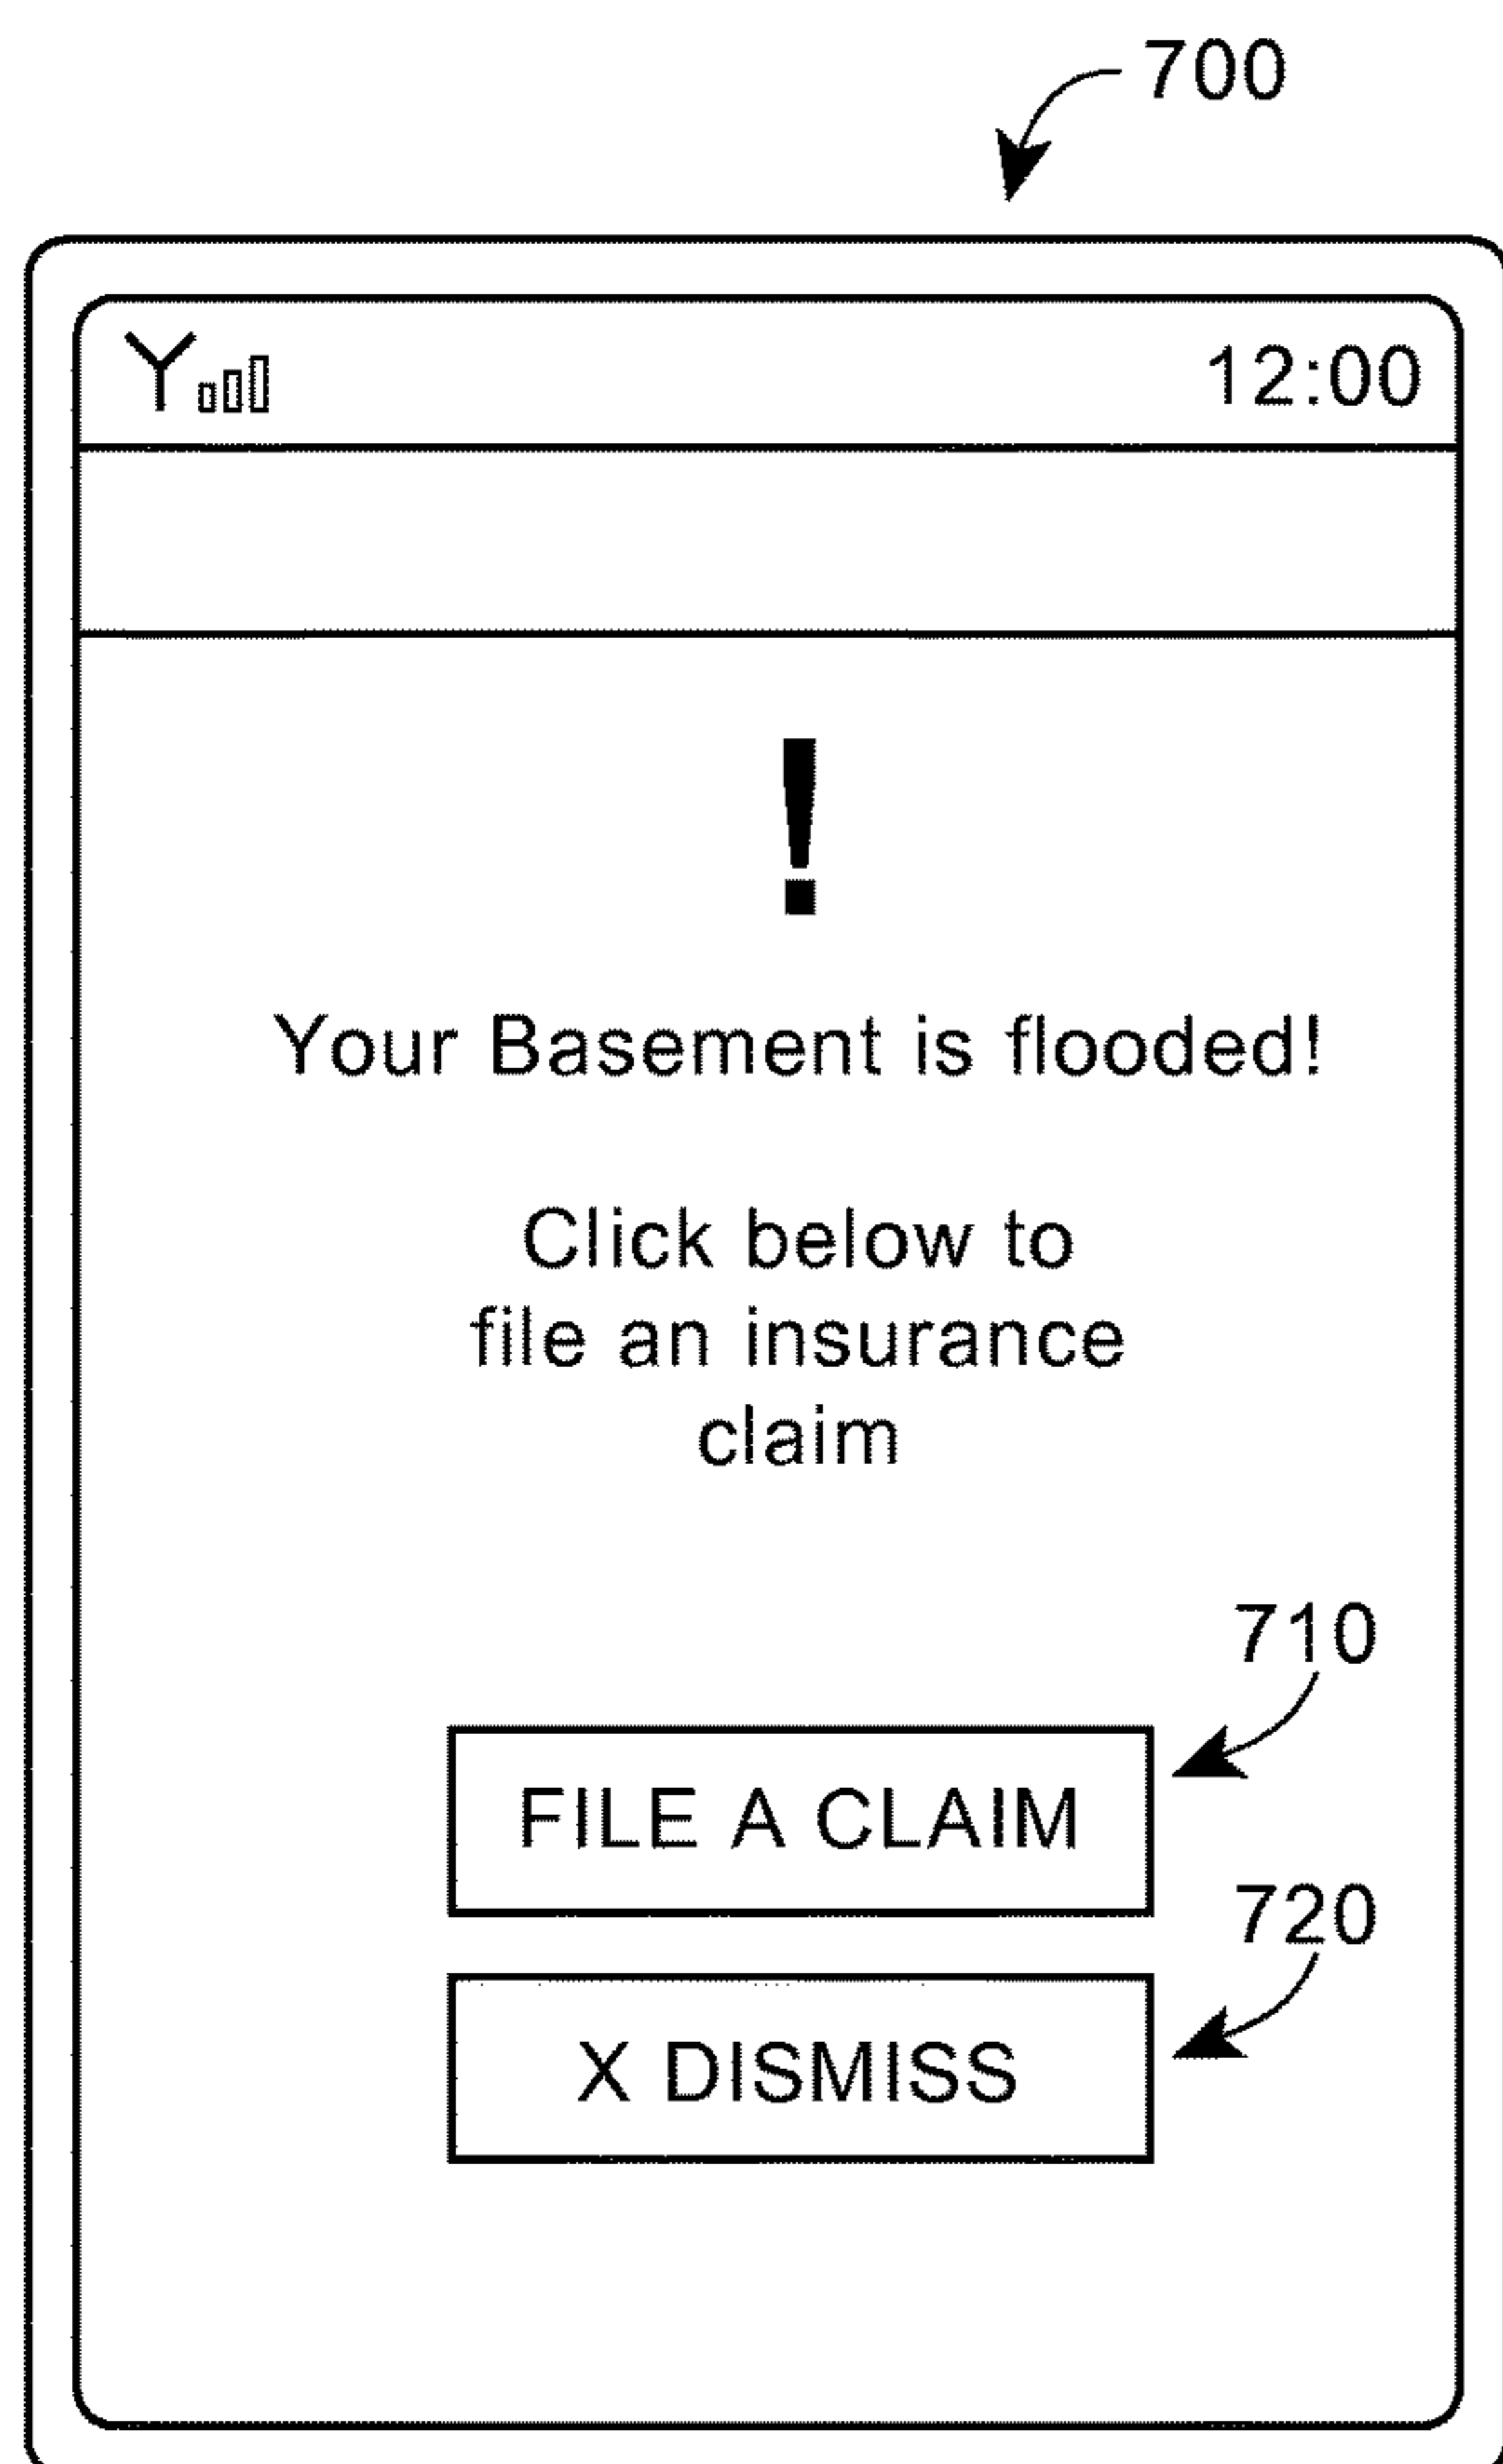 700
12:00
!
Your Basement is flooded!
Click below to
file an insurance
claim
710
FILE A CLAIM
720
X DISMISS